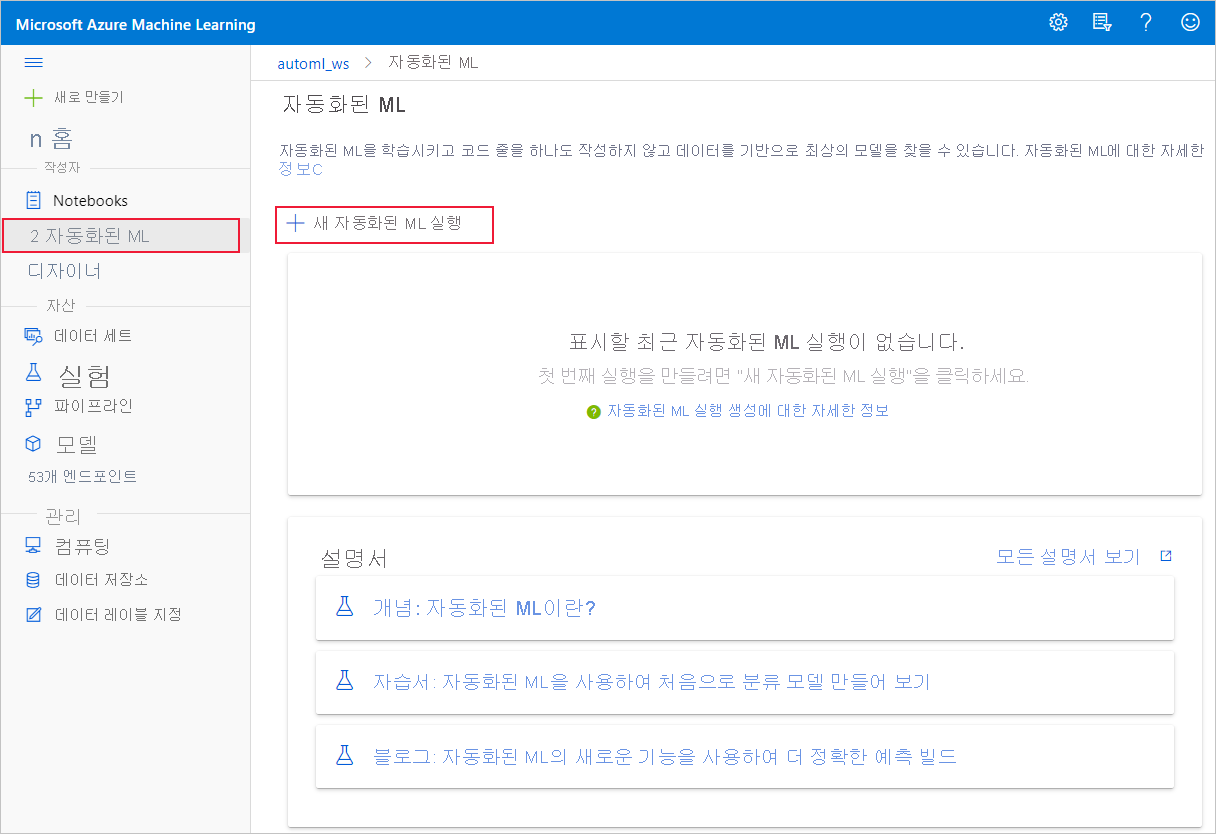 Microsoft Azure Machine Learning
automl_ws > 자동화된 ML
새로 만들기
n 홈
작성자
Notebooks
2 자동화된 ML
디자이너
자산
데이터 세트
실험
파이프라인
모델
53개 엔드포인트
관리
컴퓨팅
데이터 저장소
데이터 레이블 지정
자동화된 ML
자동화된 ML을 학습시키고 코드 줄을 하나도 작성하지 않고 데이터를 기반으로 최상의 모델을 찾을 수 있습니다. 자동화된 ML에 대한 자세한
정보C
새 자동화된 ML 실행
표시할 최근 자동화된 ML 실행이 없습니다.
첫 번째 실행을 만들려면 "새 자동화된 ML 실행"을 클릭하세요.
자동화된 ML 실행 생성에 대한 자세한 정보
설명서
모든 설명서 보기
개념: 자동화된 ML이란?
자습서: 자동화된 ML을 사용하여 처음으로 분류 모델 만들어 보기
블로그: 자동화된 ML의 새로운 기능을 사용하여 더 정확한 예측 빌드